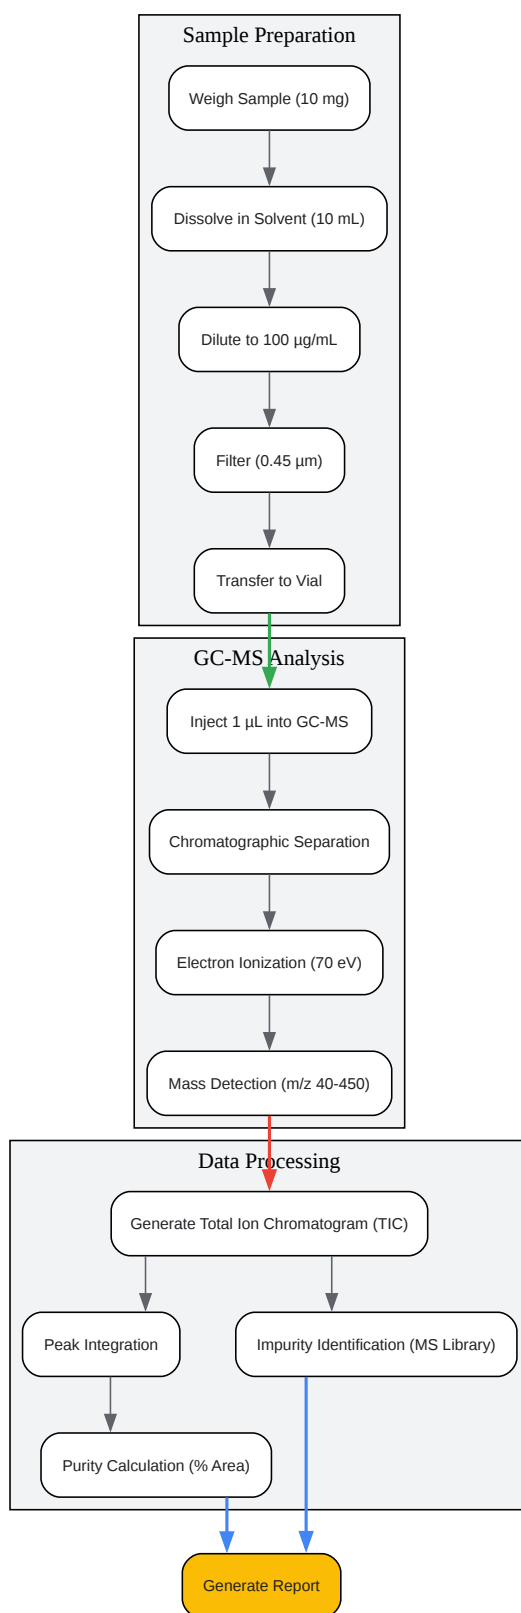 Sample Preparation
Weigh Sample (10 mg)
Dissolve in Solvent (10 mL)
Dilute to 100 µg/mL
Filter (0.45 µm)
Transfer to Vial
GC-MS Analysis
Inject 1 µL into GC-MS
Chromatographic Separation
Electron Ionization (70 eV)
Mass Detection (m/z 40-450)
Data Processing
Generate Total Ion Chromatogram (TIC)
Peak Integration
Impurity Identification (MS Library)
Purity Calculation (% Area)
Generate Report